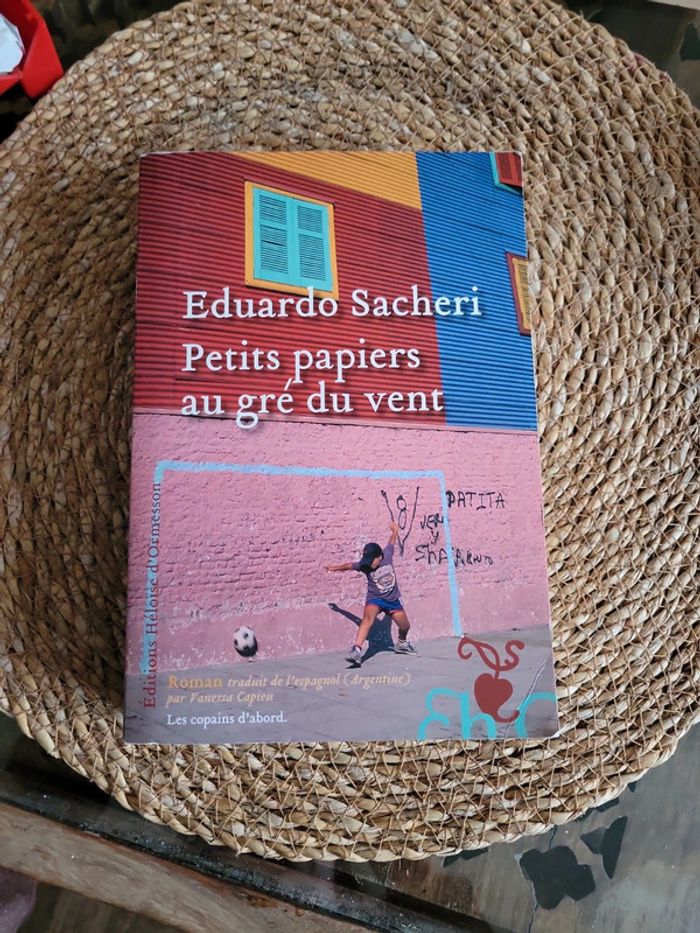 Eduardo Sacheri
Petits papiers
au gré du vent
PATITA
Éditions Héloïse d'Ormesson
Roman traduit de l'espagnol (Argentine)
par Vanessa Capieu
Les copains d'abord.